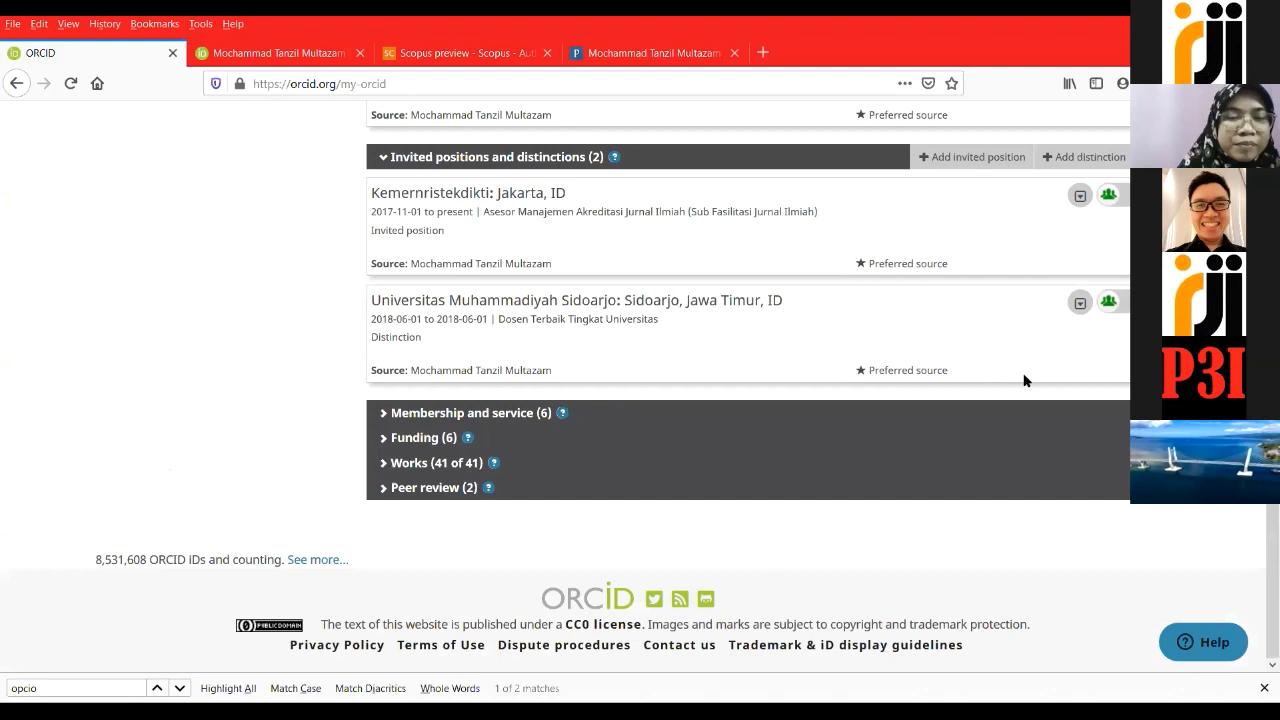 File Edit View History Bookmarks Tools Help
ORCID
Mochammad Tanzil Multazam
Scopus preview - Scopus - Aut
Mochammad Tanzil Multazam
https://orcid.org/my-orcid
Source: Mochammad Tanzil Multazam Preferred source
Invited positions and distinctions (2) Add invited position Add distinction
Kemernristekdikti: Jakarta, ID
2017-11-01 to present | Asesor Manajemen Akreditasi Jurnal Ilmiah (Sub Fasilitasi Jurnal Ilmiah)
Invited position
Source: Mochammad Tanzil Multazam Preferred source
Universitas Muhammadiyah Sidoarjo: Sidoarjo, Jawa Timur, ID
2018-06-01 to 2018-06-01 | Dosen Terbaik Tingkat Universitas
Distinction
Source: Mochammad Tanzil Multazam Preferred source
Membership and service (6)
Funding (6)
Works (41 of 41)
Peer review (2)
8,531,608 ORCID iDs and counting. See more...
ORCID
PUBLIC DOMAIN The text of this website is published under a CC0 license. Images and marks are subject to copyright and trademark protection.
Privacy Policy Terms of Use Dispute procedures Contact us Trademark & iD display guidelines
Help
opcio Highlight All Match Case Match Diacritics Whole Words 1 of 2 matches
rji
rji
P3I